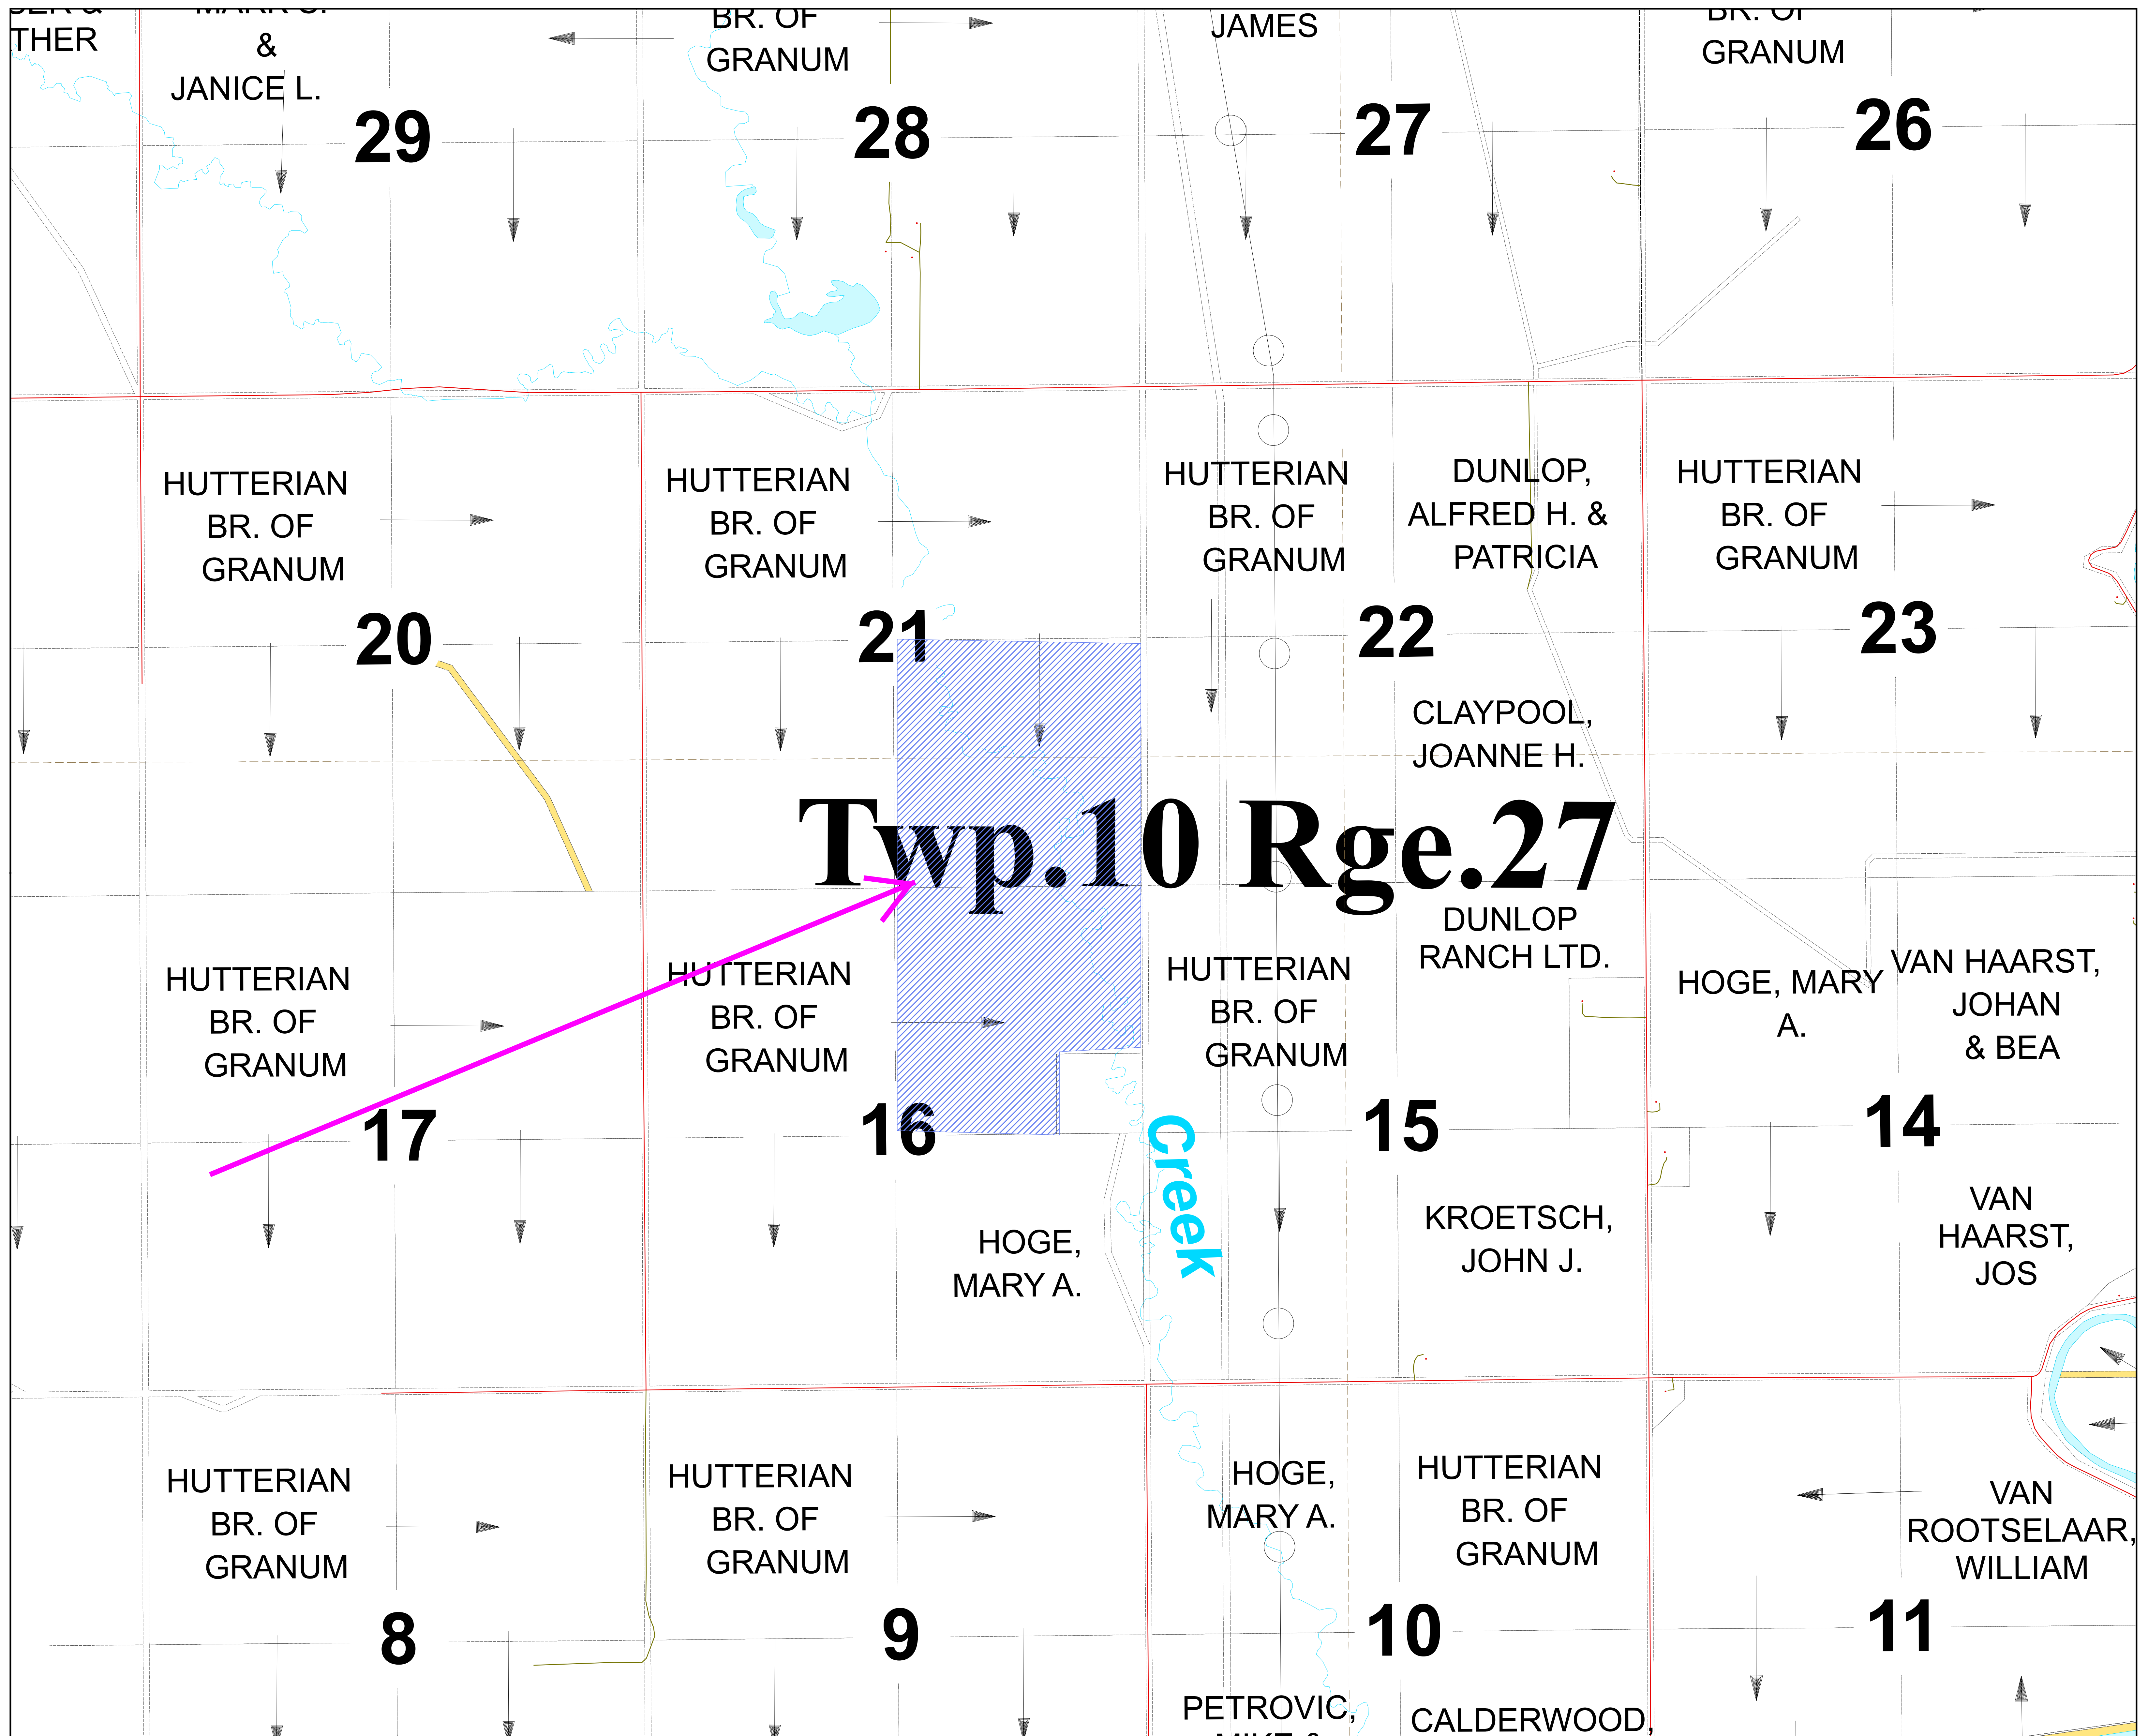 THER
&
JANICE L.
BR. OF
GRANUM
JAMES
BR. OF
GRANUM
29
28
27
26
HUTTERIAN
BR. OF
GRANUM
HUTTERIAN
BR. OF
GRANUM
HUTTERIAN
BR. OF
GRANUM
DUNLOP,
ALFRED H. &
PATRICIA
HUTTERIAN
BR. OF
GRANUM
20
21
22
23
CLAYPOOL,
JOANNE H.
Twp.10 Rge.27
HUTTERIAN
BR. OF
GRANUM
HUTTERIAN
BR. OF
GRANUM
HUTTERIAN
BR. OF
GRANUM
DUNLOP
RANCH LTD.
HOGE, MARY
A.
VAN HAARST,
JOHAN
& BEA
17
16
15
14
Creek
HOGE,
MARY A.
KROETSCH,
JOHN J.
VAN
HAARST,
JOS
HUTTERIAN
BR. OF
GRANUM
HUTTERIAN
BR. OF
GRANUM
HOGE,
MARY A.
HUTTERIAN
BR. OF
GRANUM
VAN
ROOTSELAAR,
WILLIAM
8
9
10
11
PETROVIC,
CALDERWOOD,